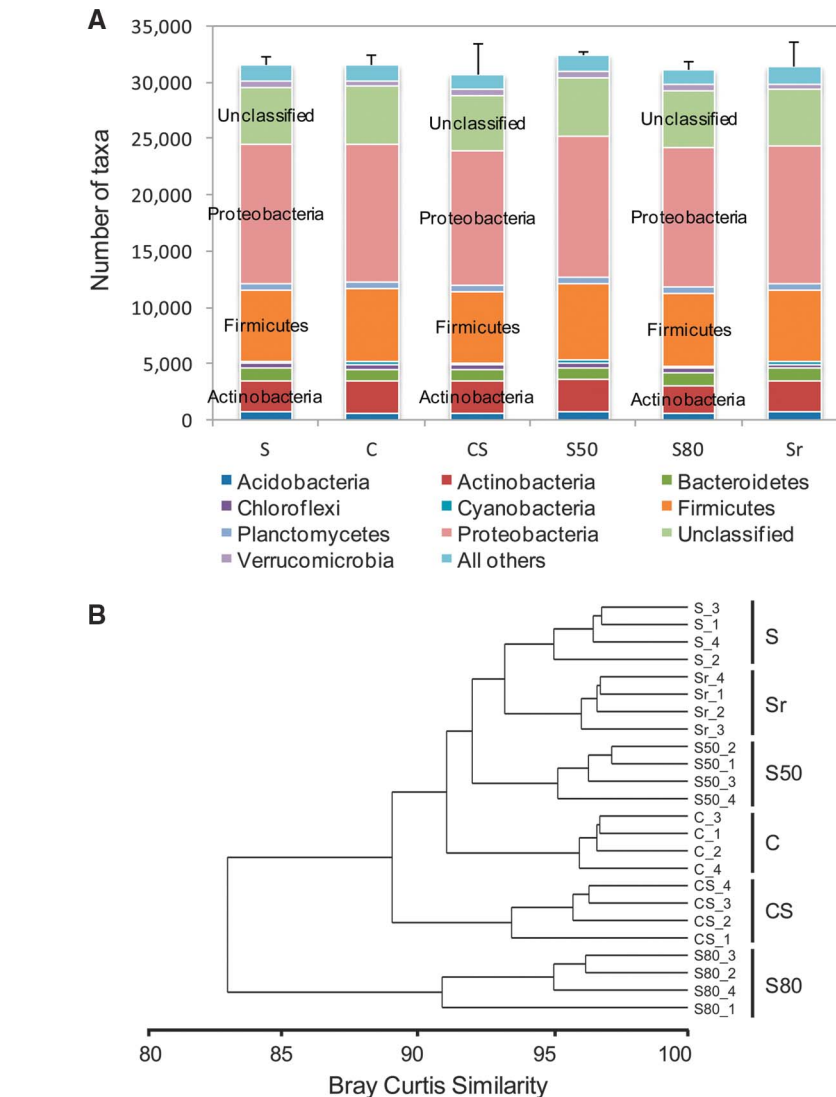 A
35,000
30,000
25,000
20,000
15,000
10,000
5,000
0
Number of taxa
Unclassified
Unclassified
Unclassified
Proteobacteria
Proteobacteria
Proteobacteria
Firmicutes
Firmicutes
Firmicutes
Actinobacteria
Actinobacteria
Actinobacteria
S C CS S50 S80 Sr
Acidobacteria Actinobacteria Bacteroidetes
Chloroflexi Cyanobacteria Firmicutes
Planctomycetes Proteobacteria Unclassified
Verrucomicrobia All others
B
S_3
S_1
S_4
S_2
S
Sr_4
Sr_1
Sr_2
Sr_3
Sr
S50_2
S50_1
S50_3
S50_4
S50
C_3
C_1
C_2
C_4
C
CS_4
CS_3
CS_2
CS_1
CS
S80_3
S80_2
S80_4
S80_1
S80
80 85 90 95 100
Bray Curtis Similarity